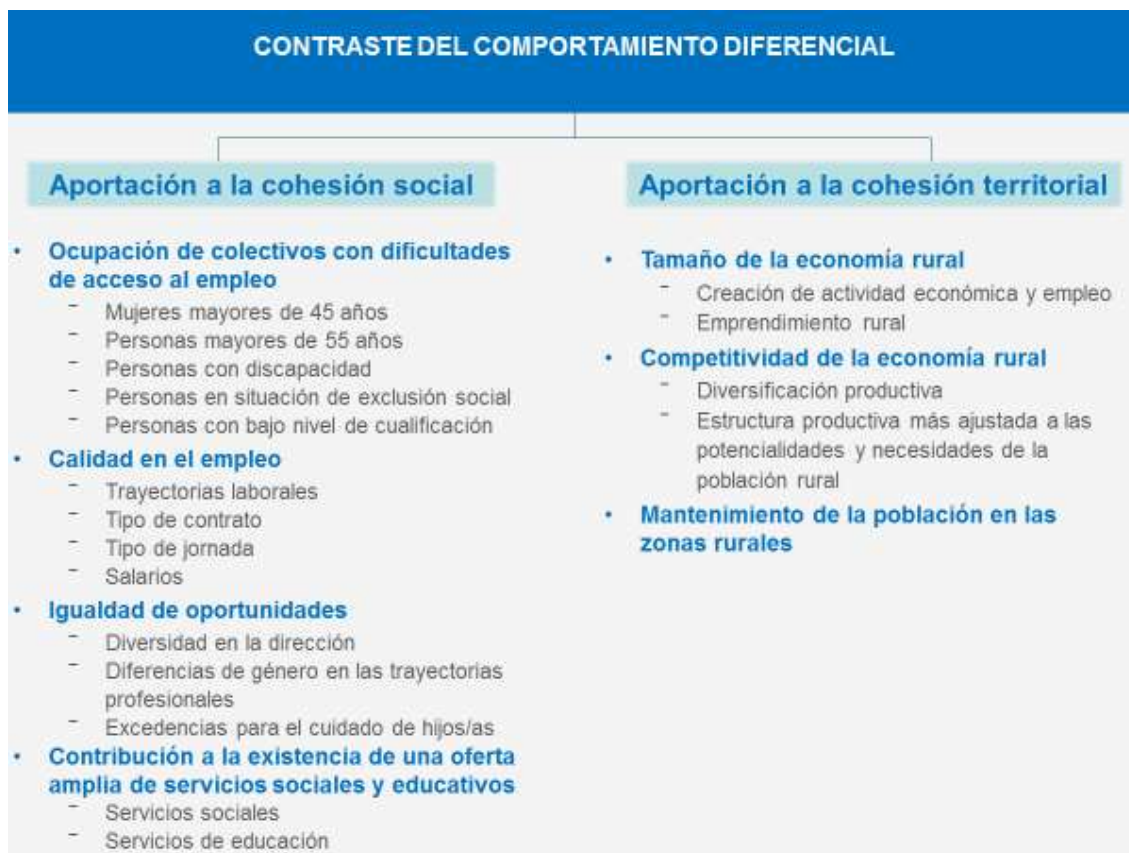 CONTRASTE DEL COMPORTAMIENTO DIFERENCIAL
Aportación a la cohesión social
• Ocupación de colectivos con dificultades
de acceso al empleo
- Mujeres mayores de 45 años
- Personas mayores de 55 años
- Personas con discapacidad
- Personas en situación de exclusión social
- Personas con bajo nivel de cualificación
• Calidad en el empleo
- Trayectorias laborales
- Tipo de contrato
- Tipo de jornada
- Salarios
• Igualdad de oportunidades
- Diversidad en la dirección
- Diferencias de género en las trayectorias
profesionales
- Excedencias para el cuidado de hijos/as
• Contribución a la existencia de una oferta
amplia de servicios sociales y educativos
- Servicios sociales
- Servicios de educación
Aportación a la cohesión territorial
• Tamaño de la economía rural
- Creación de actividad económica y empleo
- Emprendimiento rural
• Competitividad de la economía rural
- Diversificación productiva
- Estructura productiva más ajustada a las
potencialidades y necesidades de la
población rural
• Mantenimiento de la población en las
zonas rurales